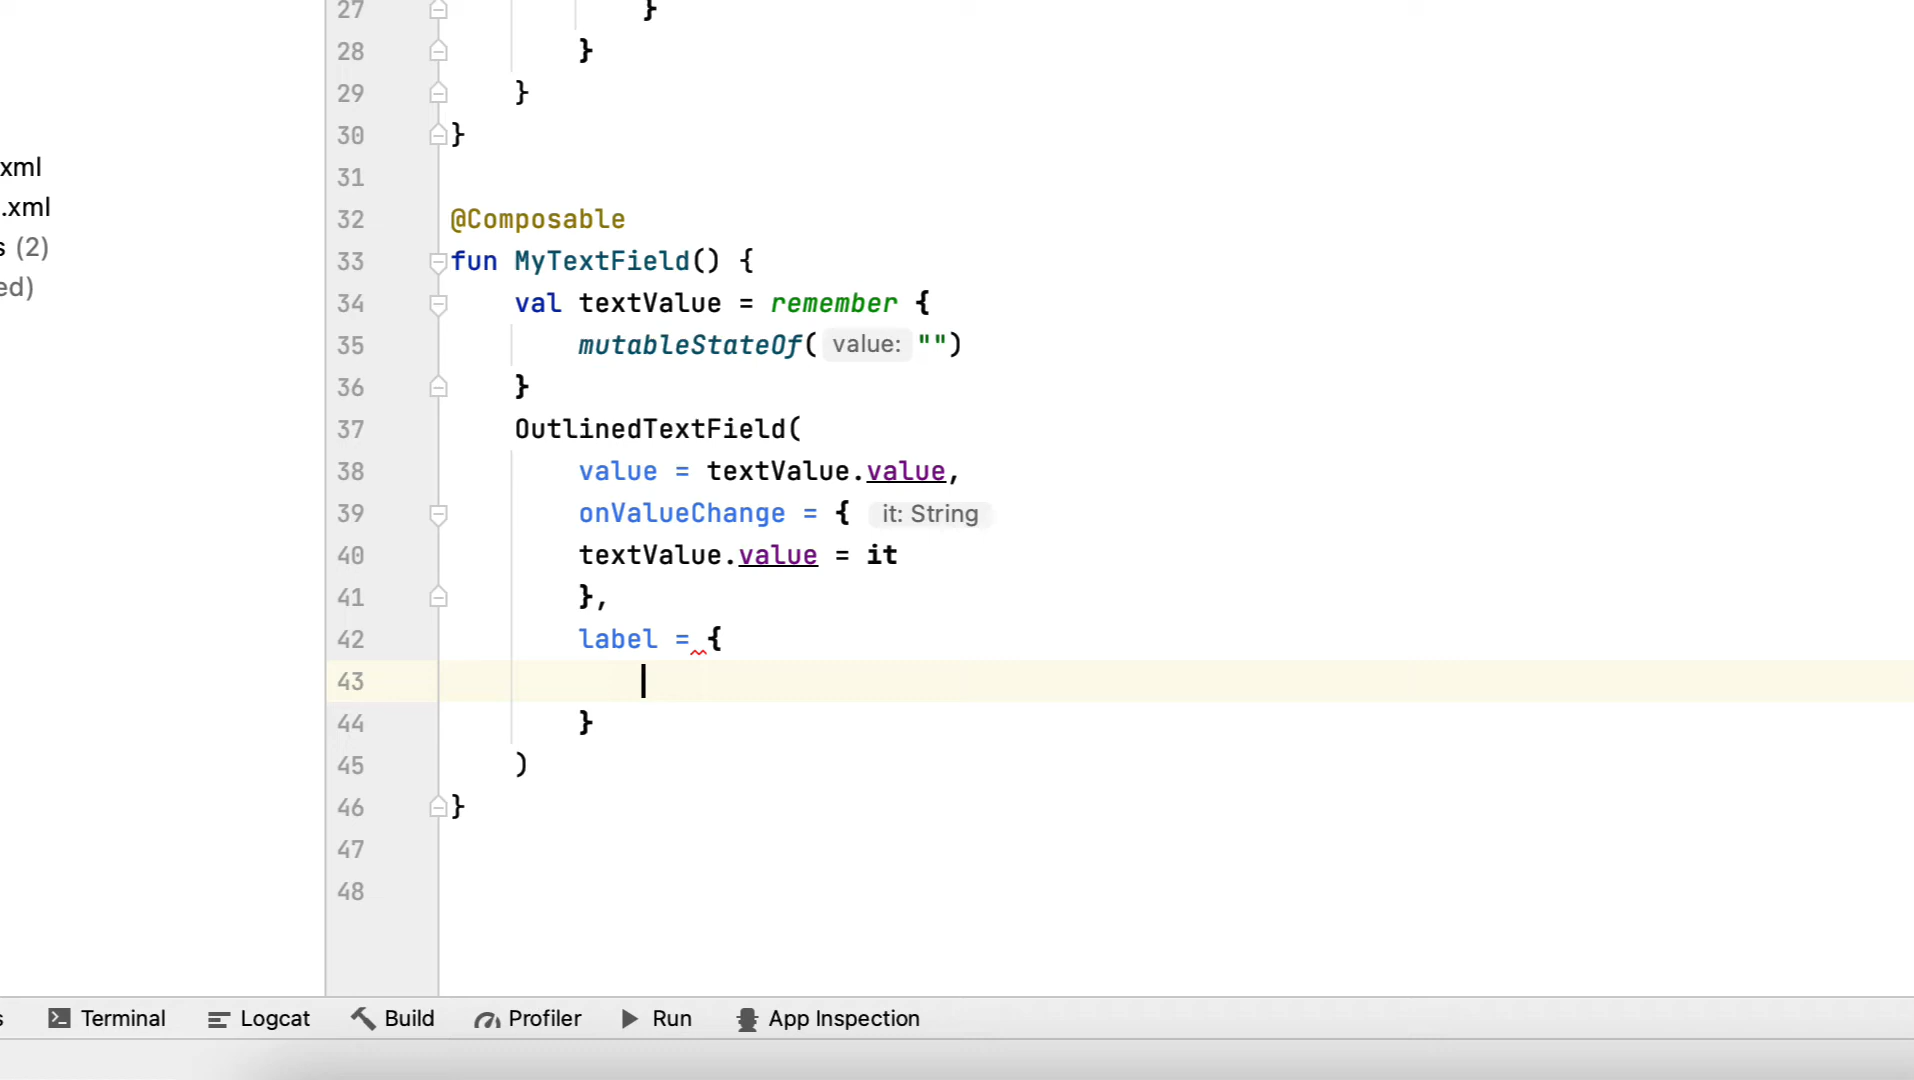 27 }
28 }
29 }
30 }
31
32 @Composable
33 fun MyTextField() {
34 val textValue = remember {
35 mutableStateOf( value: "")
36 }
37 OutlinedTextField(
38 value = textValue.value,
39 onValueChange = { it: String
40 textValue.value = it
41 },
42 label = {
43
44 }
45 )
46 }
47
48
xml
.xml
s (2)
ed)
s Terminal Logcat Build Profiler Run App Inspection